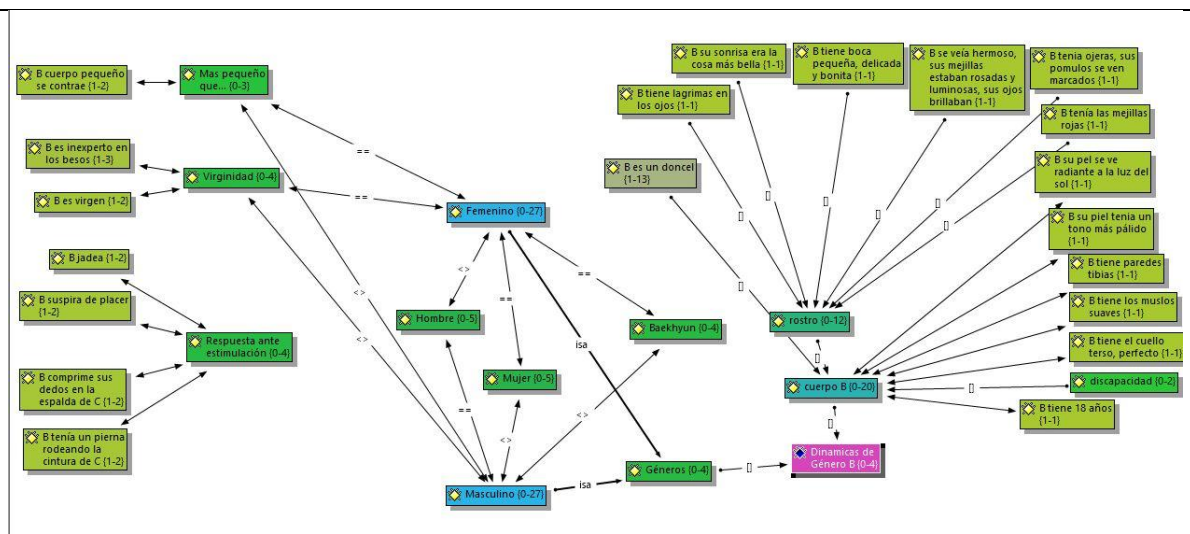 B cuerpo pequeño
se contrae {1-2}
Mas pequeño
que... {0-3}
B es inexperto en
los besos {1-3}
Virginidad {0-4}
B es virgen {1-2}
B jadea {1-2}
B suspira de placer
{1-2}
Respuesta ante
estimulación {0-4}
B comprime sus
dedos en la
espalda de C {1-2}
B tenía un pierna
rodeando la
cintura de C {1-2}
==
==
<>
<>
Femenino {0-27}
<>
==
==
Hombre {0-5}
Mujer {0-5}
Baekhyun {0-4}
==
<>
<>
isa
Masculino {0-27}
isa
Géneros {0-4}
[]
Dinamicas de
Género B {0-4}
B su sonrisa era la
cosa más bella
{1-1}
B tiene boca
pequeña, delicada
y bonita {1-1}
B se veía hermoso,
sus mejillas
estaban rosadas y
luminosas, sus ojos
brillaban {1-1}
B tenia ojeras, sus
pomulos se ven
marcados {1-1}
B tiene lagrimas en
los ojos {1-1}
B tenía las mejillas
rojas {1-1}
B es un doncel
{1-13}
B su pel se ve
radiante a la luz del
sol {1-1}
B su piel tenia un
tono más pálido
{1-1}
B tiene paredes
tibias {1-1}
B tiene los muslos
suaves {1-1}
B tiene el cuello
terso, perfecto {1-1}
discapacidad {0-2}
B tiene 18 años
{1-1}
[]
[]
[]
[]
[]
[]
[]
rostro {0-12}
[]
cuerpo B {0-20}
[]
[]